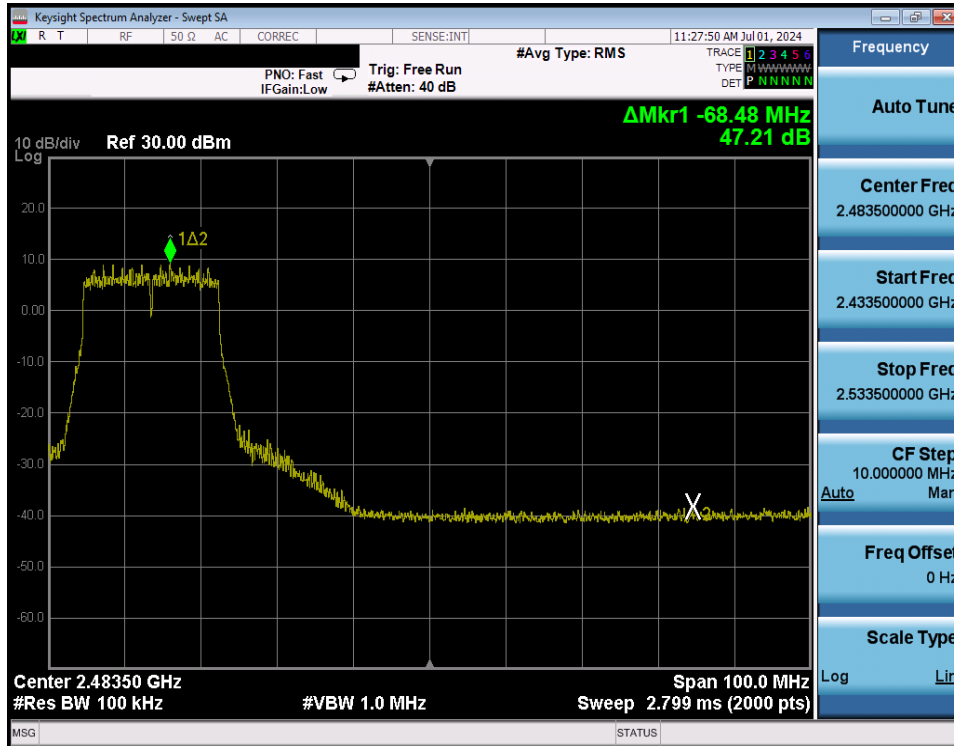 Keysight Spectrum Analyzer - Swept SA
LXI R T RF 50 Ω AC CORREC SENSE:INT 11:27:50 AM Jul 01, 2024
#Avg Type: RMS TRACE 1 2 3 4 5 6
PNO: Fast Trig: Free Run TYPE M WWWWW
IFGain:Low #Atten: 40 dB DET P N N N N N
ΔMkr1 -68.48 MHz
47.21 dB
10 dB/div Ref 30.00 dBm
Log
20.0
1Δ2
10.0
0.00
-10.0
-20.0
-30.0
-40.0
-50.0
-60.0
Center 2.48350 GHz Span 100.0 MHz
#Res BW 100 kHz #VBW 1.0 MHz Sweep 2.799 ms (2000 pts)
MSG STATUS
Frequency
Auto Tune
Center Freq
2.483500000 GHz
Start Freq
2.433500000 GHz
Stop Freq
2.533500000 GHz
CF Step
10.000000 MHz
Auto Man
Freq Offset
0 Hz
Scale Type
Log Lin